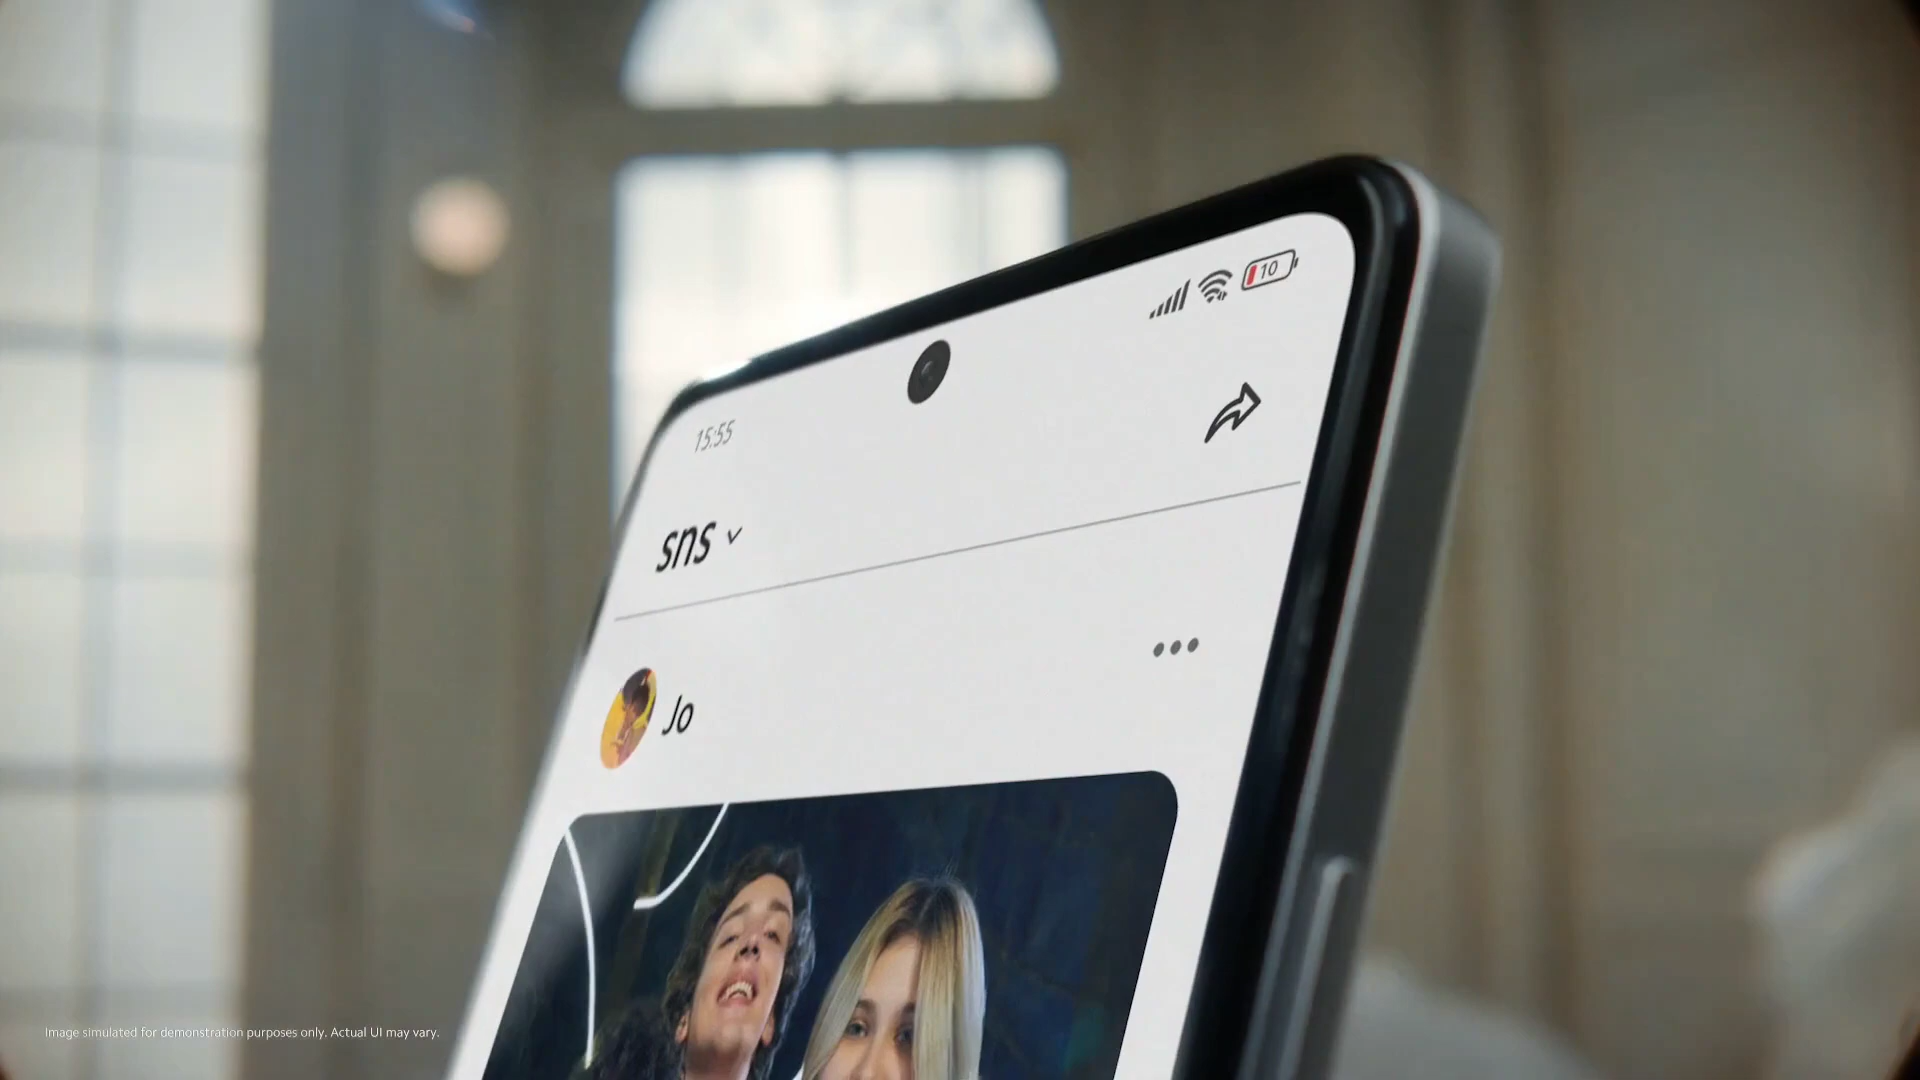 10
15:55
sns
Jo
Image simulated for demonstration purposes only. Actual UI may vary.